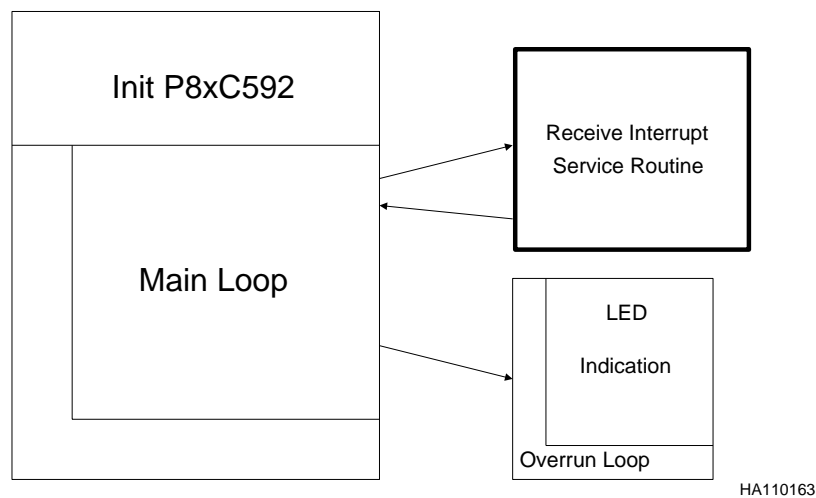 Init P8xC592
Receive Interrupt
Service Routine
Main Loop
LED
Indication
Overrun Loop
HA110163